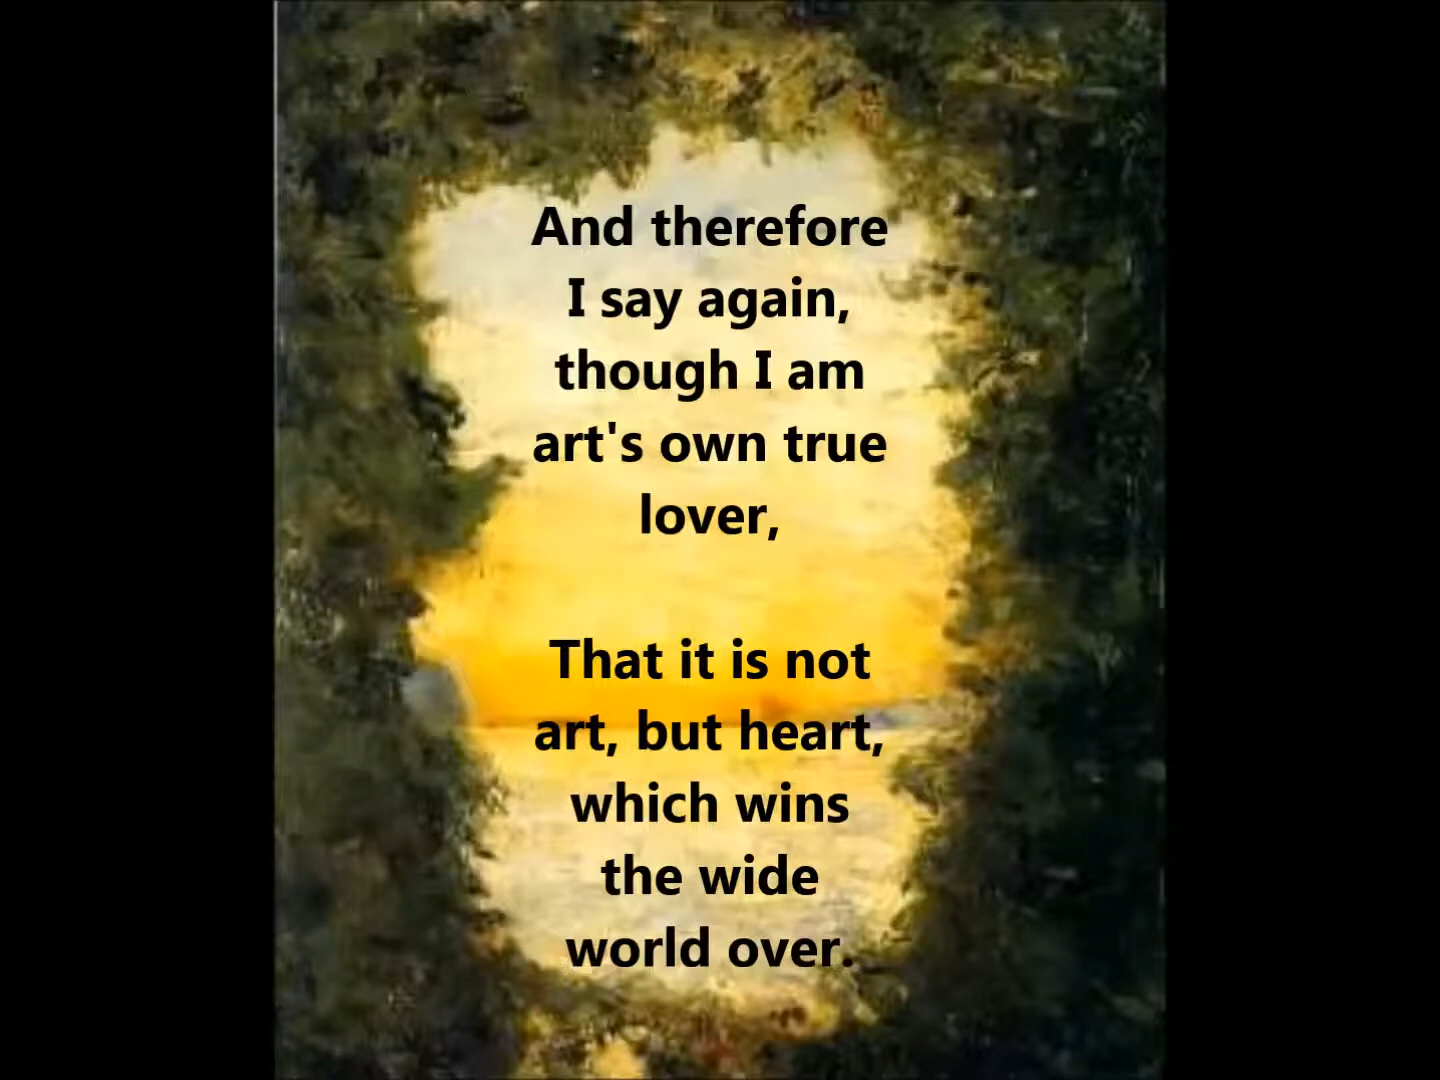 And therefore
I say again,
though I am
art's own true
lover,
That it is not
art, but heart,
which wins
the wide
world over.